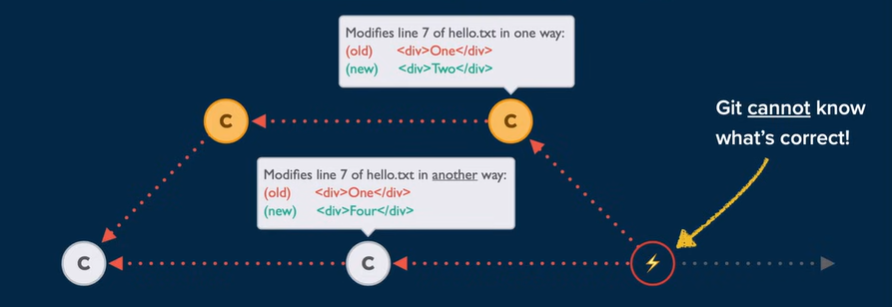 Modifies line 7 of hello.txt in one way:
(old) <div>One</div>
(new) <div>Two</div>
Git cannot know
what's correct!
C
C
Modifies line 7 of hello.txt in another way:
(old) <div>One</div>
(new) <div>Four</div>
C
C